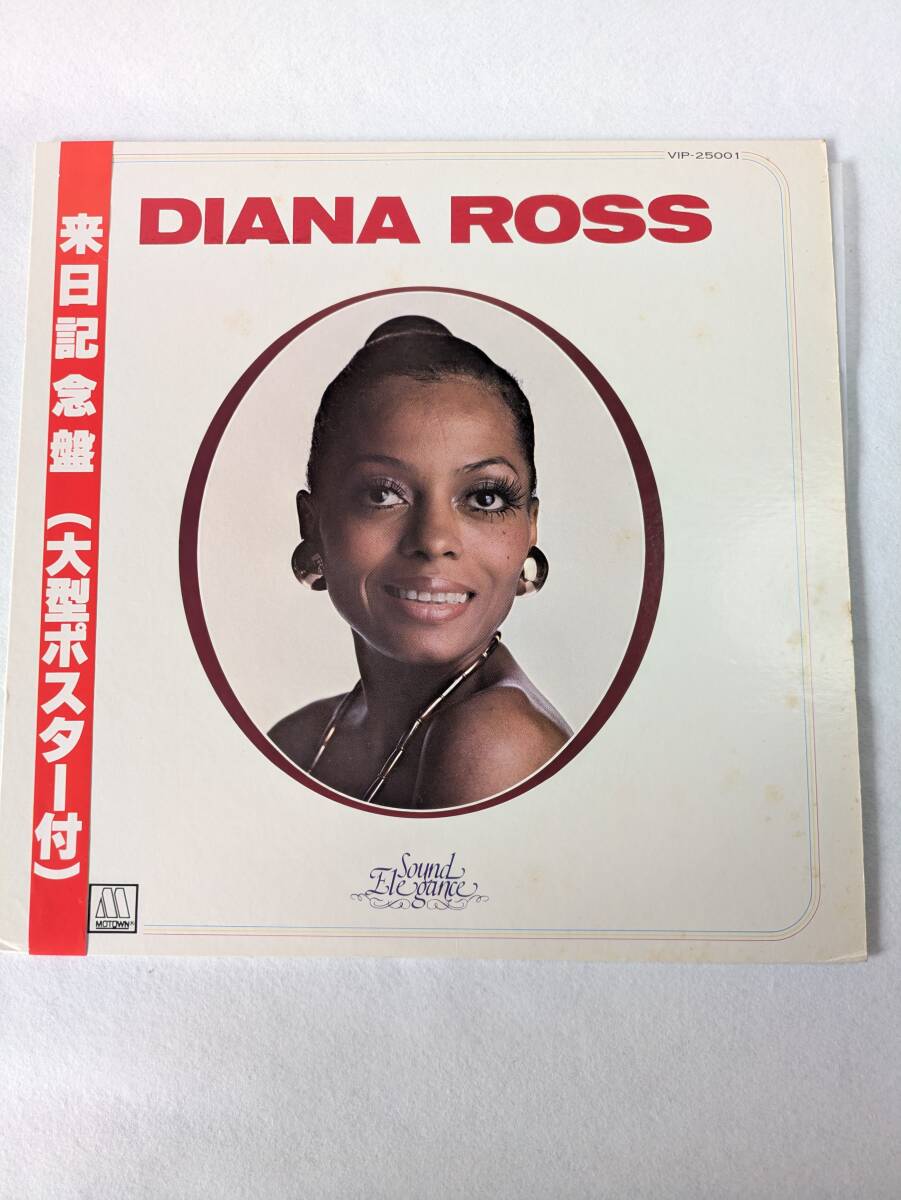 VIP-25001
DIANA ROSS
来日記念盤（大型ポスター付）
Sound
Elegance
MOTOWN®